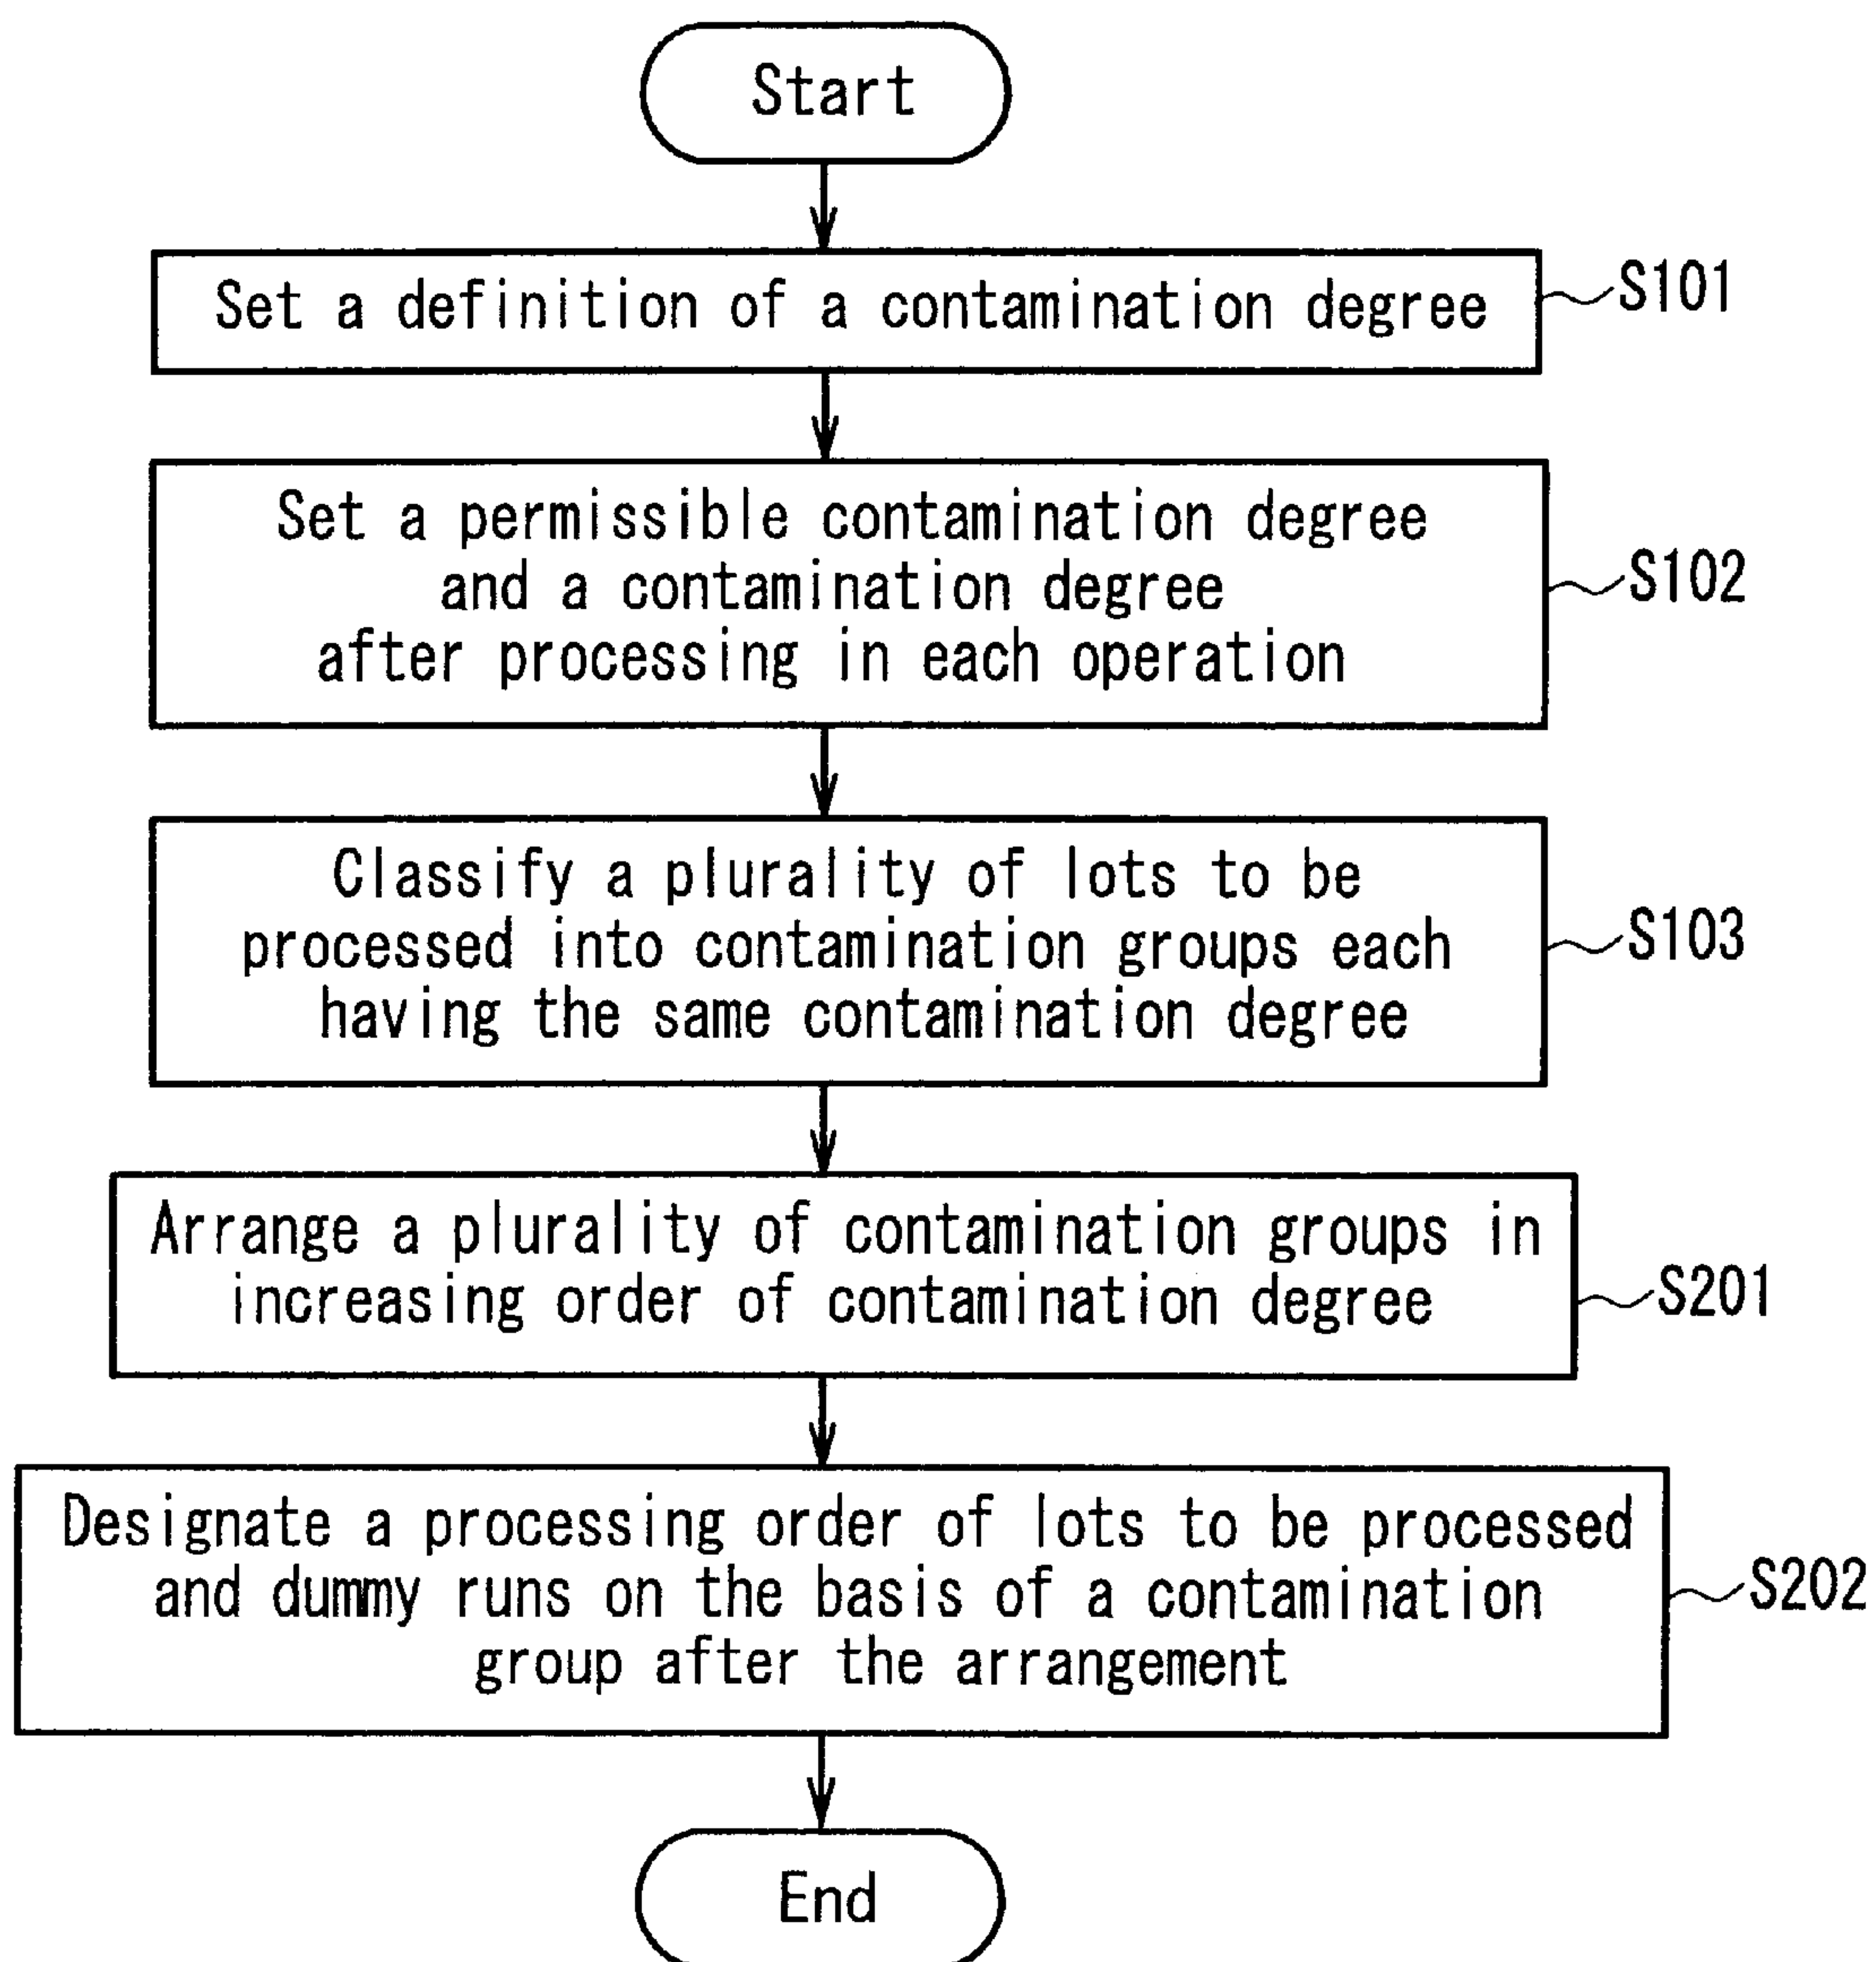 Start
Set a definition of a contamination degree
S101
Set a permissible contamination degree
and a contamination degree
after processing in each operation
S102
Classify a plurality of lots to be
processed into contamination groups each
having the same contamination degree
S103
Arrange a plurality of contamination groups in
increasing order of contamination degree
S201
Designate a processing order of lots to be processed
and dummy runs on the basis of a contamination
group after the arrangement
S202
End